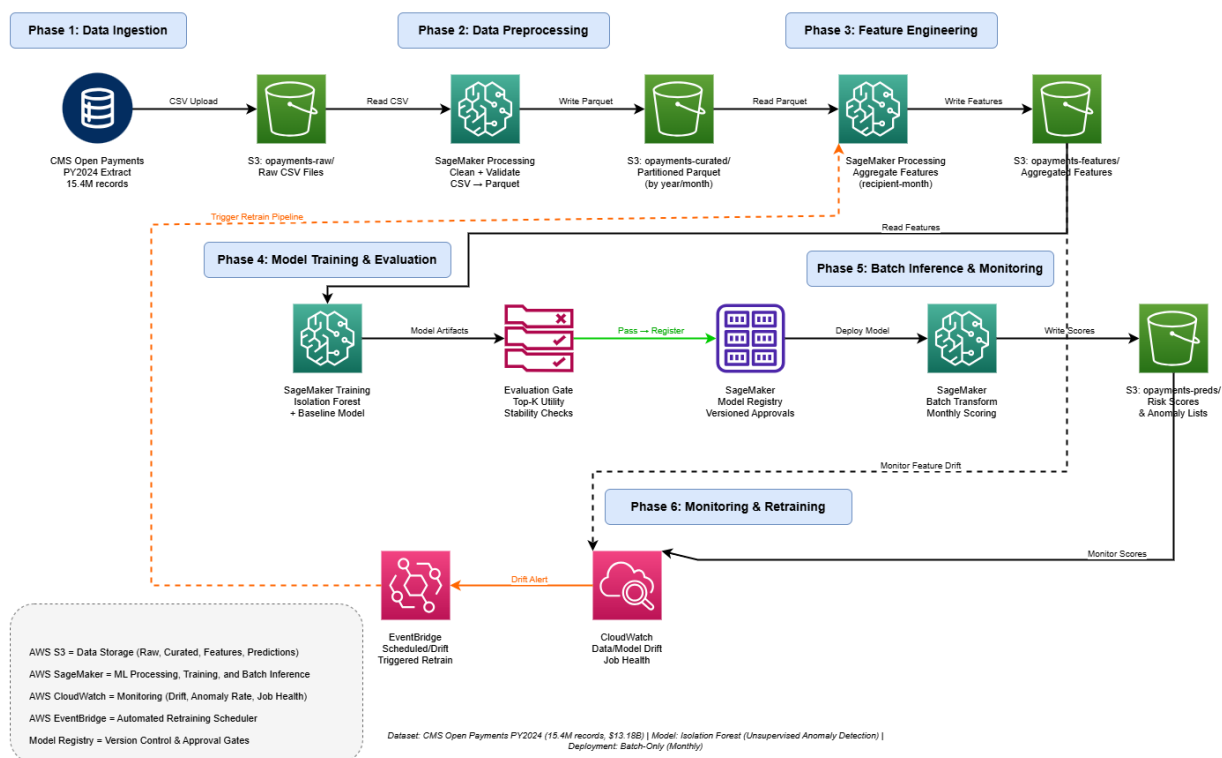 Phase 1: Data Ingestion
Phase 2: Data Preprocessing
Phase 3: Feature Engineering
CSV Upload
Read CSV
Write Parquet
Read Parquet
Write Features
CMS Open Payments
PY2024 Extract
15.4M records
S3: opayments-raw/
Raw CSV Files
SageMaker Processing
Clean + Validate
CSV → Parquet
S3: opayments-curated/
Partitioned Parquet
(by year/month)
SageMaker Processing
Aggregate Features
(recipient-month)
S3: opayments-features/
Aggregated Features
Trigger Retrain Pipeline
Read Features
Phase 4: Model Training & Evaluation
Phase 5: Batch Inference & Monitoring
Model Artifacts
Pass → Register
Deploy Model
Write Scores
SageMaker Training
Isolation Forest
+ Baseline Model
Evaluation Gate
Top-K Utility
Stability Checks
SageMaker
Model Registry
Versioned Approvals
SageMaker
Batch Transform
Monthly Scoring
S3: opayments-preds/
Risk Scores
& Anomaly Lists
Monitor Feature Drift
Phase 6: Monitoring & Retraining
Monitor Scores
Drift Alert
EventBridge
Scheduled/Drift
Triggered Retrain
CloudWatch
Data/Model Drift
Job Health
AWS S3 = Data Storage (Raw, Curated, Features, Predictions)
AWS SageMaker = ML Processing, Training, and Batch Inference
AWS CloudWatch = Monitoring (Drift, Anomaly Rate, Job Health)
AWS EventBridge = Automated Retraining Scheduler
Model Registry = Version Control & Approval Gates
Dataset: CMS Open Payments PY2024 (15.4M records, $13.18B) | Model: Isolation Forest (Unsupervised Anomaly Detection) |
Deployment: Batch-Only (Monthly)